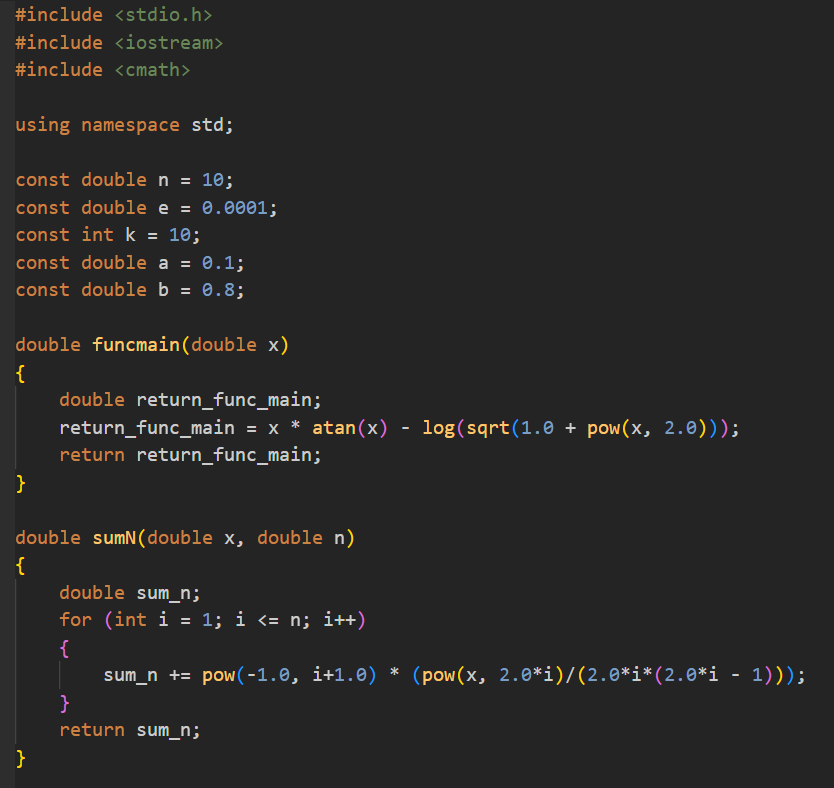 #include <stdio.h>
#include <iostream>
#include <cmath>

using namespace std;

const double n = 10;
const double e = 0.0001;
const int k = 10;
const double a = 0.1;
const double b = 0.8;

double funcmain(double x)
{
    double return_func_main;
    return_func_main = x * atan(x) - log(sqrt(1.0 + pow(x, 2.0)));
    return return_func_main;
}

double sumN(double x, double n)
{
    double sum_n;
    for (int i = 1; i <= n; i++)
    {
        sum_n += pow(-1.0, i+1.0) * (pow(x, 2.0*i)/(2.0*i*(2.0*i - 1)));
    }
    return sum_n;
}